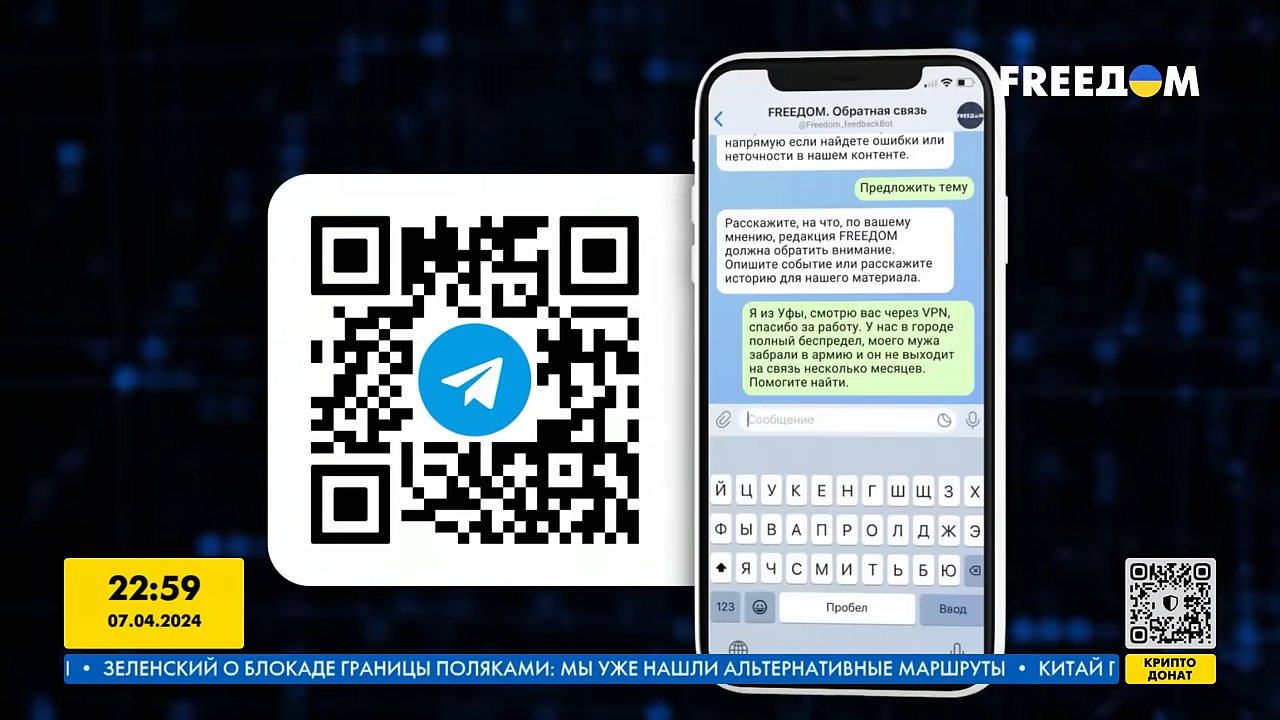 FREEДОМ
FREEДОМ. Обратная связь
@Freedom_feedbackBot
FREEДОМ
напрямую если найдете ошибки или
неточности в нашем контенте.
Предложить тему
Расскажите, на что, по вашему
мнению, редакция FREEДОМ
должна обратить внимание.
Опишите событие или расскажите
историю для нашего материала.
Я из Уфы, смотрю вас через VPN,
спасибо за работу. У нас в городе
полный беспредел, моего мужа
забрали в армию и он не выходит
на связь несколько месяцев.
Помогите найти.
Сообщение
Й Ц У К Е Н Г Ш Щ З Х
Ф Ы В А П Р О Л Д Ж Э
Я Ч С М И Т Ь Б Ю
123 Пробел Ввод
22:59
07.04.2024
• ЗЕЛЕНСКИЙ О БЛОКАДЕ ГРАНИЦЫ ПОЛЯКАМИ: МЫ УЖЕ НАШЛИ АЛЬТЕРНАТИВНЫЕ МАРШРУТЫ • КИТАЙ
КРИПТО
ДОНАТ